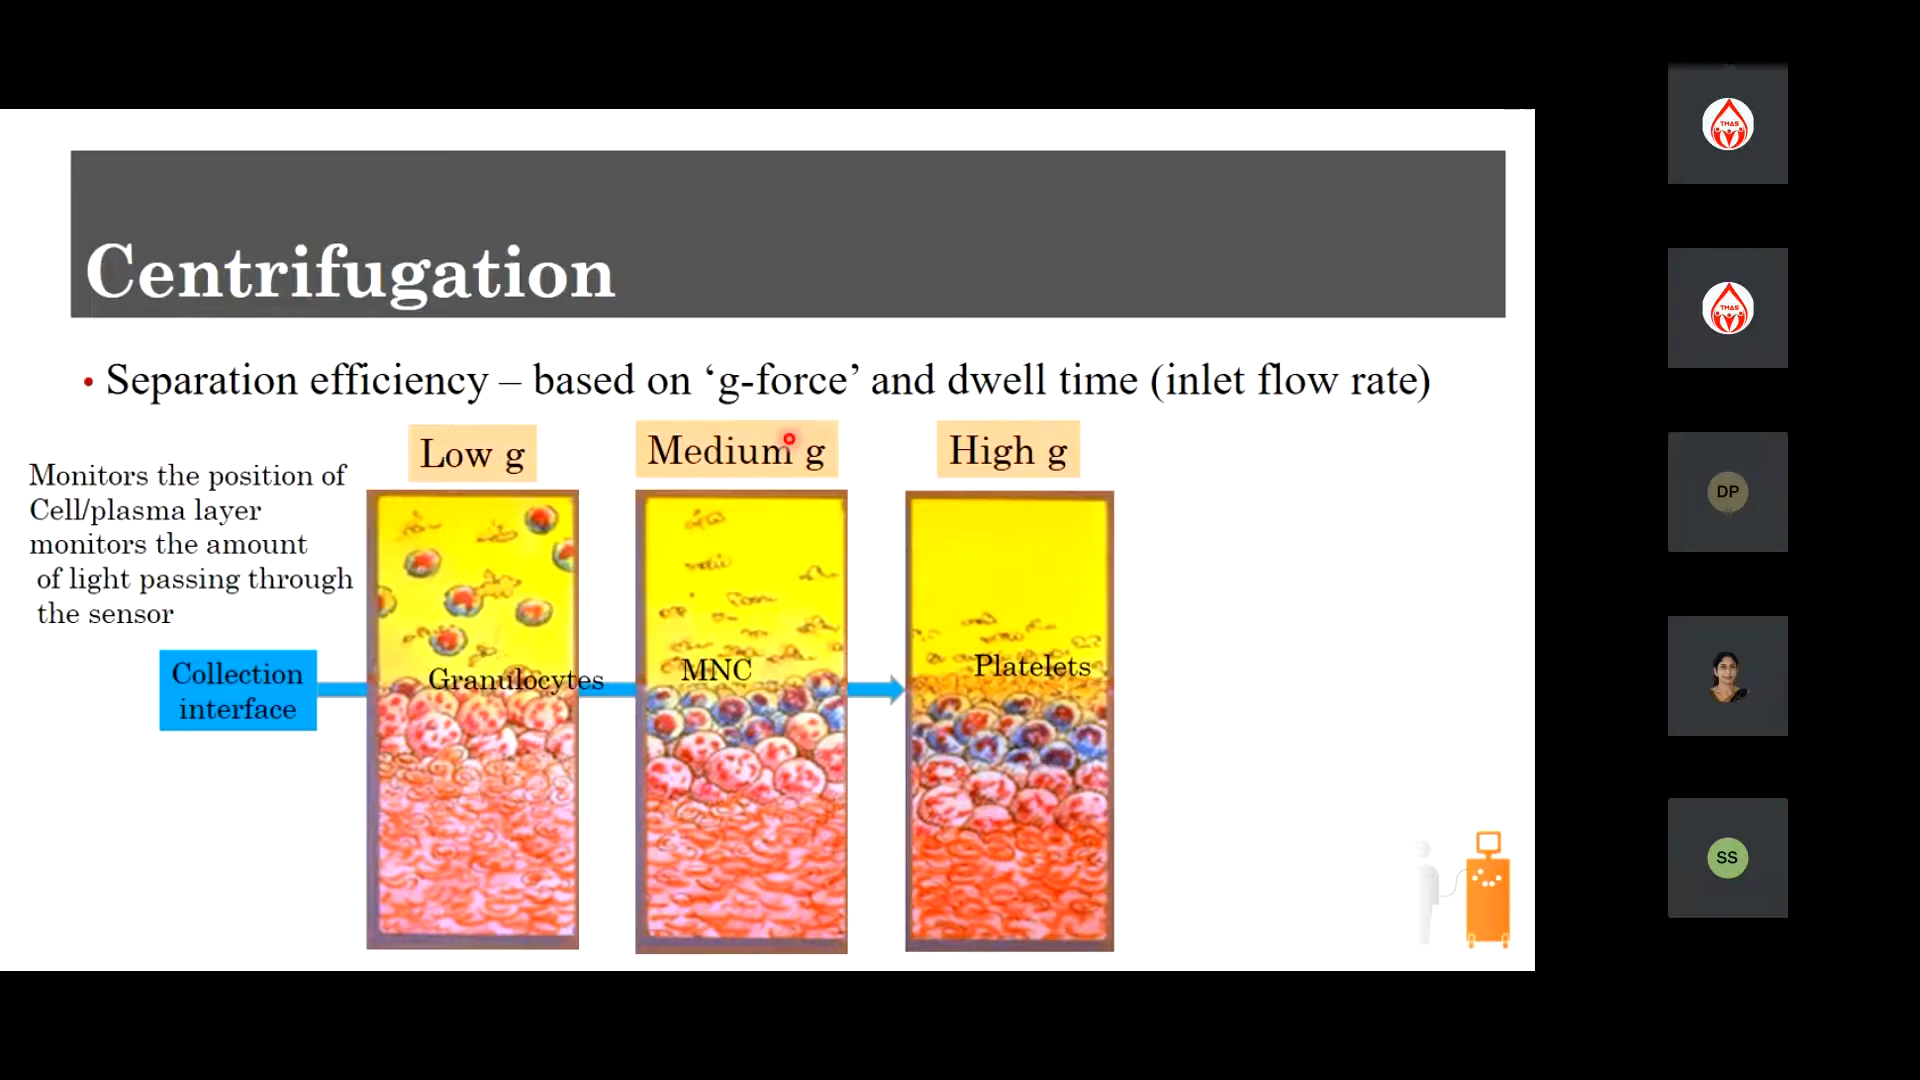 Centrifugation
• Separation efficiency – based on ‘g-force’ and dwell time (inlet flow rate)
Low g
Medium g
High g
Monitors the position of
Cell/plasma layer
monitors the amount
of light passing through
the sensor
Collection
interface
Granulocytes
MNC
Platelets
TMAS
TMAS
DP
SS